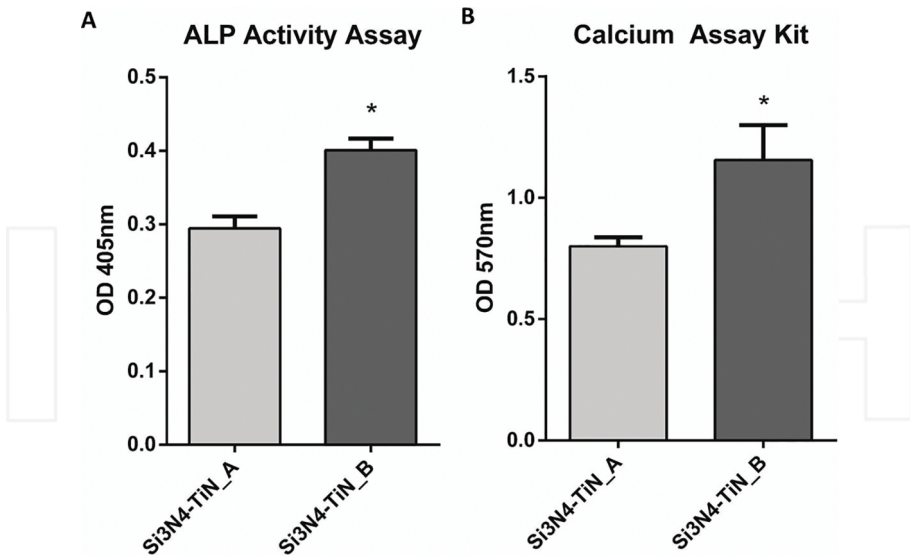 A
ALP Activity Assay
0.5
0.4
0.3
0.2
0.1
0.0
OD 405nm
*
Si3N4-TiN_A
Si3N4-TiN_B
B
Calcium Assay Kit
1.5
1.0
0.5
0.0
OD 570nm
*
Si3N4-TiN_A
Si3N4-TiN_B